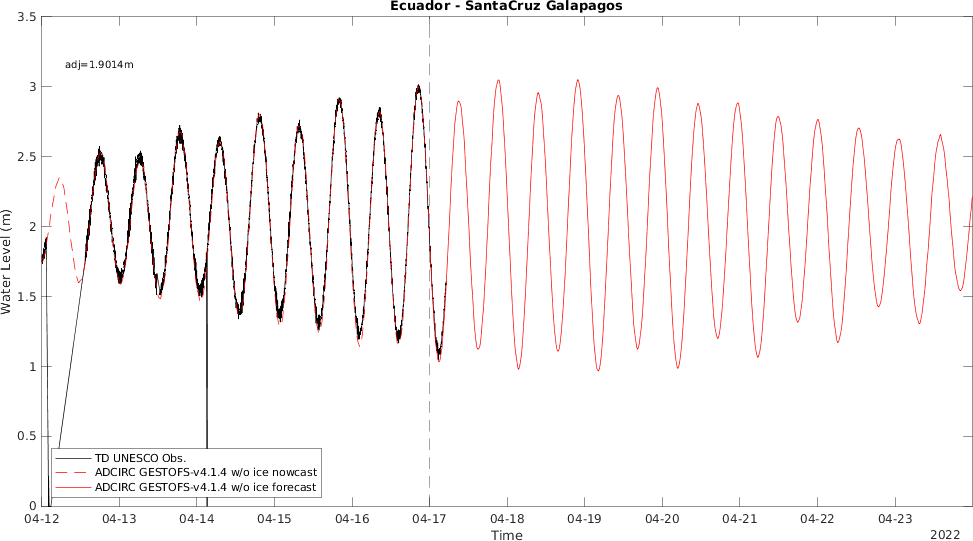 Ecuador - SantaCruz Galapagos
3.5
adj=1.9014m
3
2.5
2
1.5
1
0.5
0
Water Level (m)
TD UNESCO Obs.
ADCIRC GESTOFS-v4.1.4 w/o ice nowcast
ADCIRC GESTOFS-v4.1.4 w/o ice forecast
04-12 04-13 04-14 04-15 04-16 04-17 04-18 04-19 04-20 04-21 04-22 04-23
Time
2022